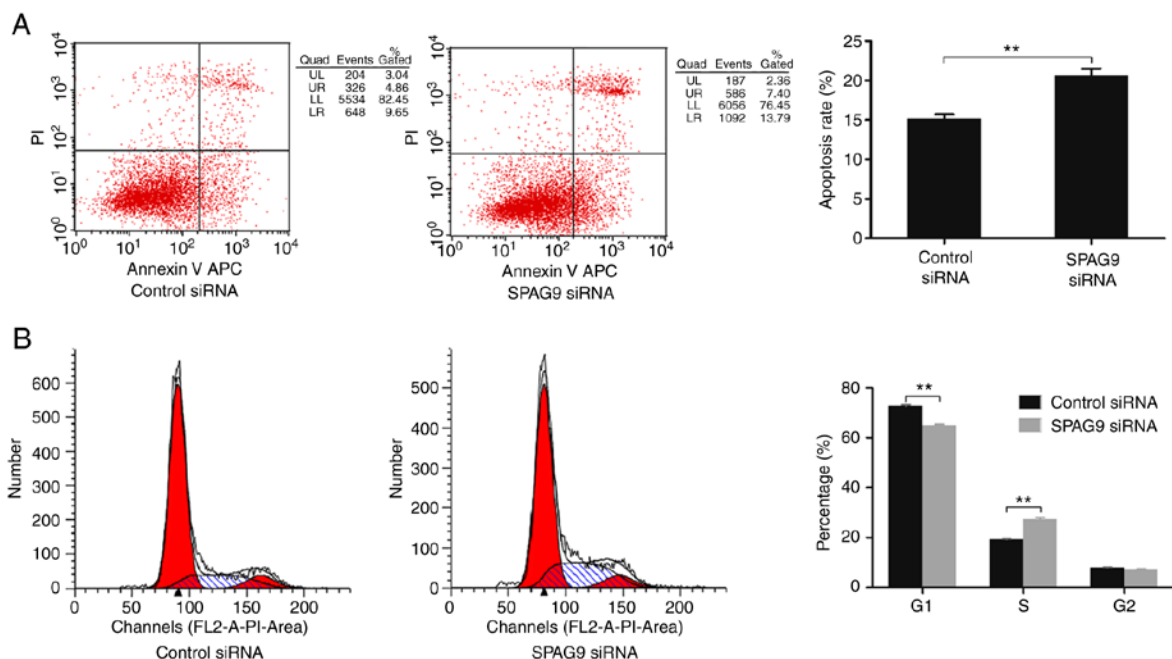 A
10⁴
10³
10²
10¹
10⁰
PI
10⁰ 10¹ 10² 10³ 10⁴
Annexin V APC
Control siRNA
%
Quad Events Gated
UL 204 3.04
UR 326 4.86
LL 5534 82.45
LR 648 9.65
10⁴
10³
10²
10¹
10⁰
PI
10⁰ 10¹ 10² 10³ 10⁴
Annexin V APC
SPAG9 siRNA
%
Quad Events Gated
UL 187 2.36
UR 586 7.40
LL 6056 76.45
LR 1092 13.79
25
20
15
10
5
0
Apoptosis rate (%)
**
Control
siRNA
SPAG9
siRNA
B
600
500
400
300
200
100
0
Number
0 50 100 150 200
Channels (FL2-A-PI-Area)
Control siRNA
500
400
300
200
100
0
Number
0 50 100 150 200
Channels (FL2-A-PI-Area)
SPAG9 siRNA
80
60
40
20
0
Percentage (%)
**
**
Control siRNA
SPAG9 siRNA
G1 S G2